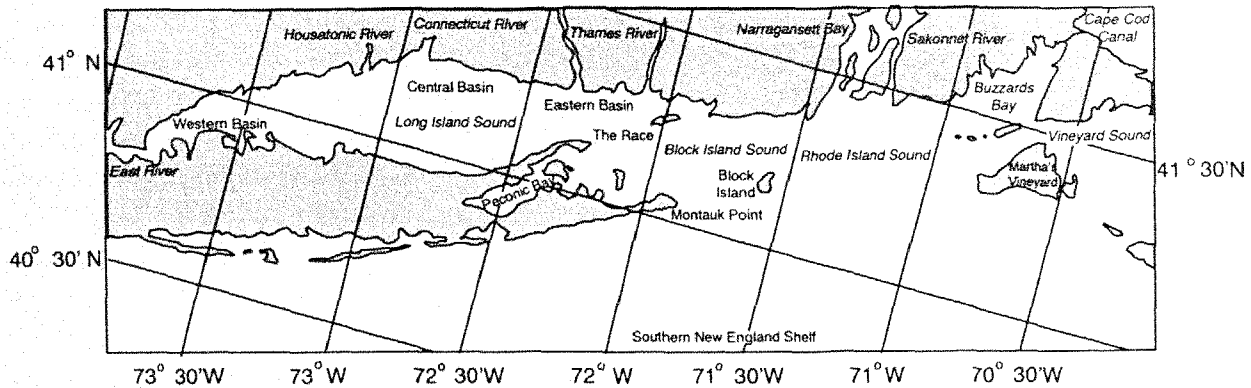 Connecticut River
Housatonic River
Thames River
Narragansett Bay
Sakonnet River
Cape Cod
Canal
41° N
Central Basin
Eastern Basin
Buzzards
Bay
Western Basin
Long Island Sound
The Race
Vineyard Sound
Block Island Sound
Rhode Island Sound
East River
Peconic Bay
Block
Island
Martha's
Vineyard
41° 30' N
Montauk Point
40° 30' N
Southern New England Shelf
73° 30'W
73°W
72° 30'W
72°W
71° 30'W
71°W
70° 30'W